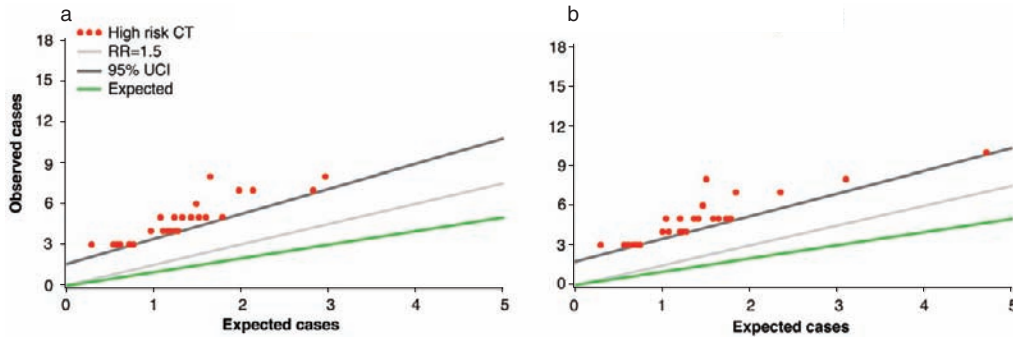 a
High risk CT
RR=1.5
95% UCI
Expected
18
15
12
9
6
3
0
Observed cases
0 1 2 3 4 5
Expected cases
b
18
15
12
9
6
3
0
0 1 2 3 4 5
Expected cases